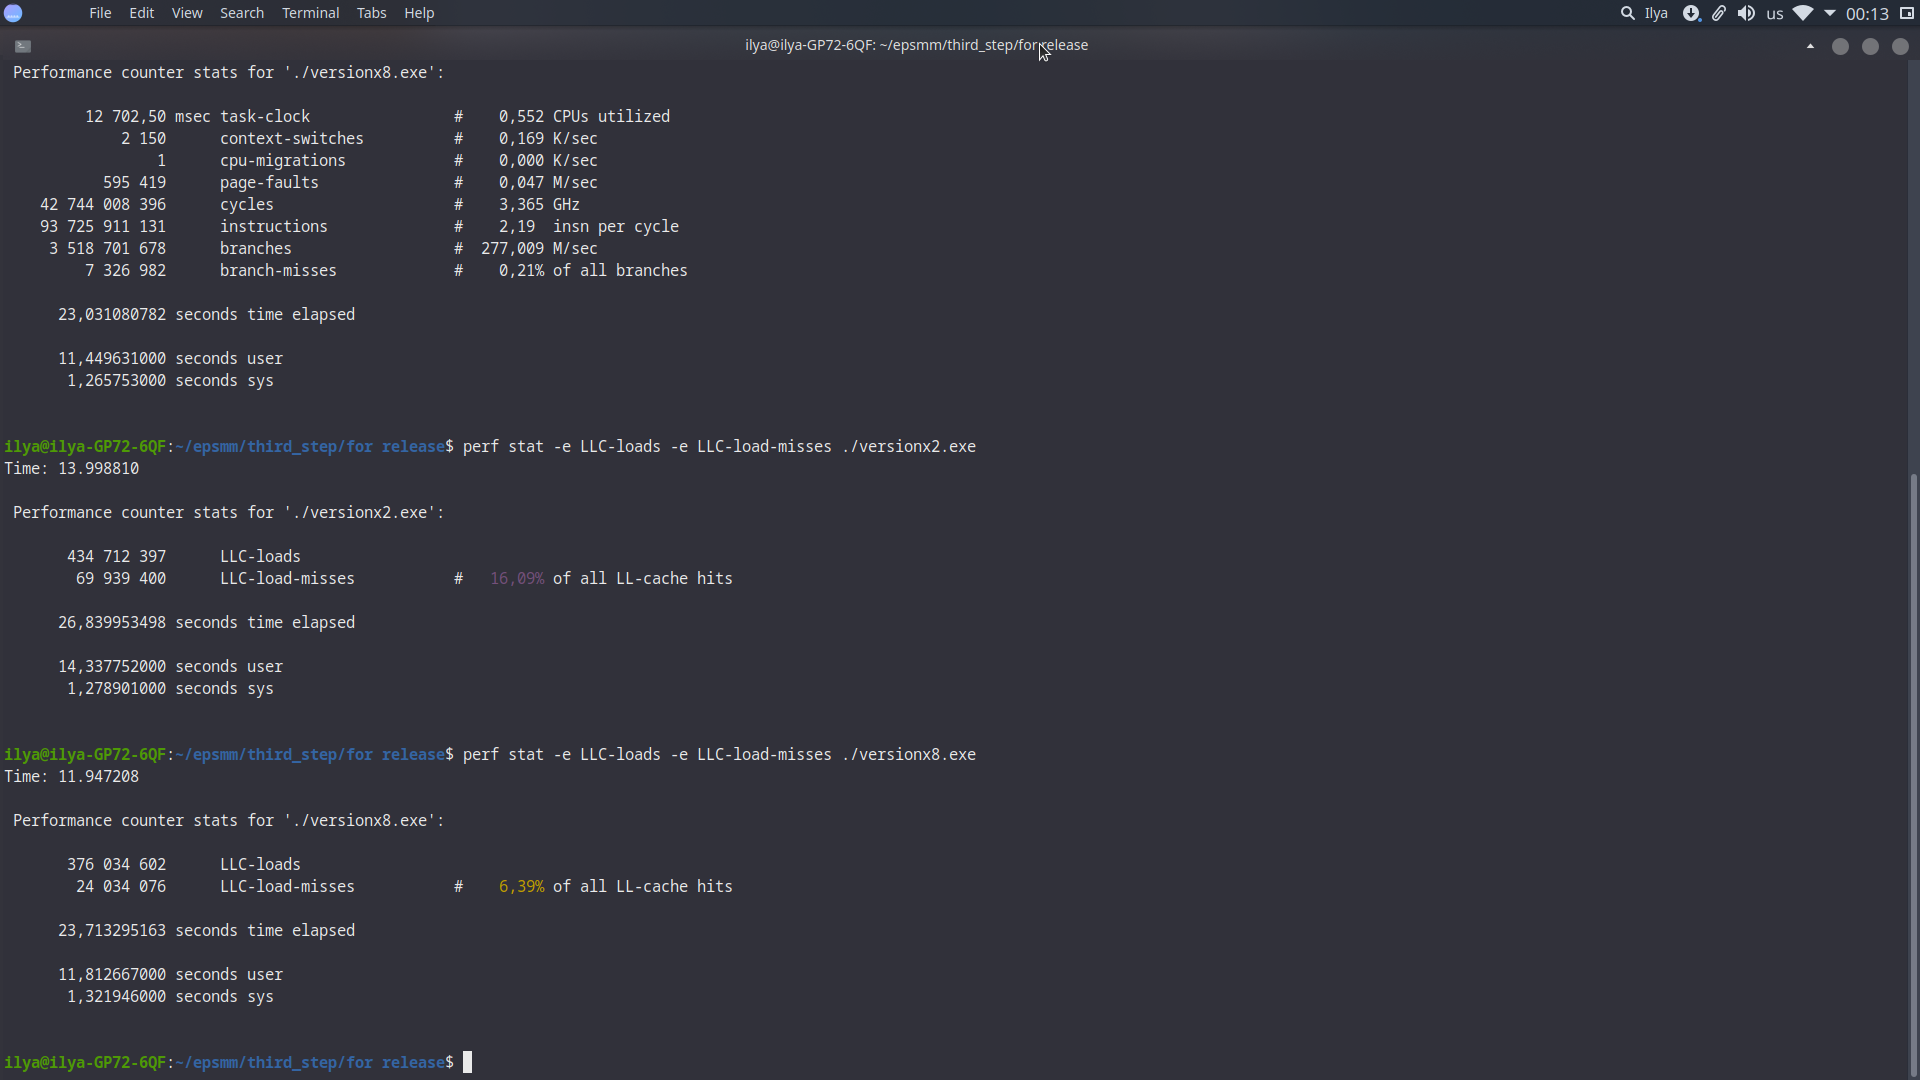 File Edit View Search Terminal Tabs Help Ilya us 00:13
ilya@ilya-GP72-6QF: ~/epsmm/third_step/for release
Performance counter stats for './versionx8.exe':
12 702,50 msec task-clock # 0,552 CPUs utilized
2 150 context-switches # 0,169 K/sec
1 cpu-migrations # 0,000 K/sec
595 419 page-faults # 0,047 M/sec
42 744 008 396 cycles # 3,365 GHz
93 725 911 131 instructions # 2,19 insn per cycle
3 518 701 678 branches # 277,009 M/sec
7 326 982 branch-misses # 0,21% of all branches
23,031080782 seconds time elapsed
11,449631000 seconds user
1,265753000 seconds sys
ilya@ilya-GP72-6QF:~/epsmm/third_step/for release$ perf stat -e LLC-loads -e LLC-load-misses ./versionx2.exe
Time: 13.998810
Performance counter stats for './versionx2.exe':
434 712 397 LLC-loads
69 939 400 LLC-load-misses # 16,09% of all LL-cache hits
26,839953498 seconds time elapsed
14,337752000 seconds user
1,278901000 seconds sys
ilya@ilya-GP72-6QF:~/epsmm/third_step/for release$ perf stat -e LLC-loads -e LLC-load-misses ./versionx8.exe
Time: 11.947208
Performance counter stats for './versionx8.exe':
376 034 602 LLC-loads
24 034 076 LLC-load-misses # 6,39% of all LL-cache hits
23,713295163 seconds time elapsed
11,812667000 seconds user
1,321946000 seconds sys
ilya@ilya-GP72-6QF:~/epsmm/third_step/for release$